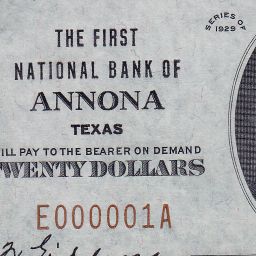 SERIES OF
1929
THE FIRST
NATIONAL BANK OF
ANNONA
TEXAS
ILL PAY TO THE BEARER ON DEMAND
TWENTY DOLLARS
E000001A